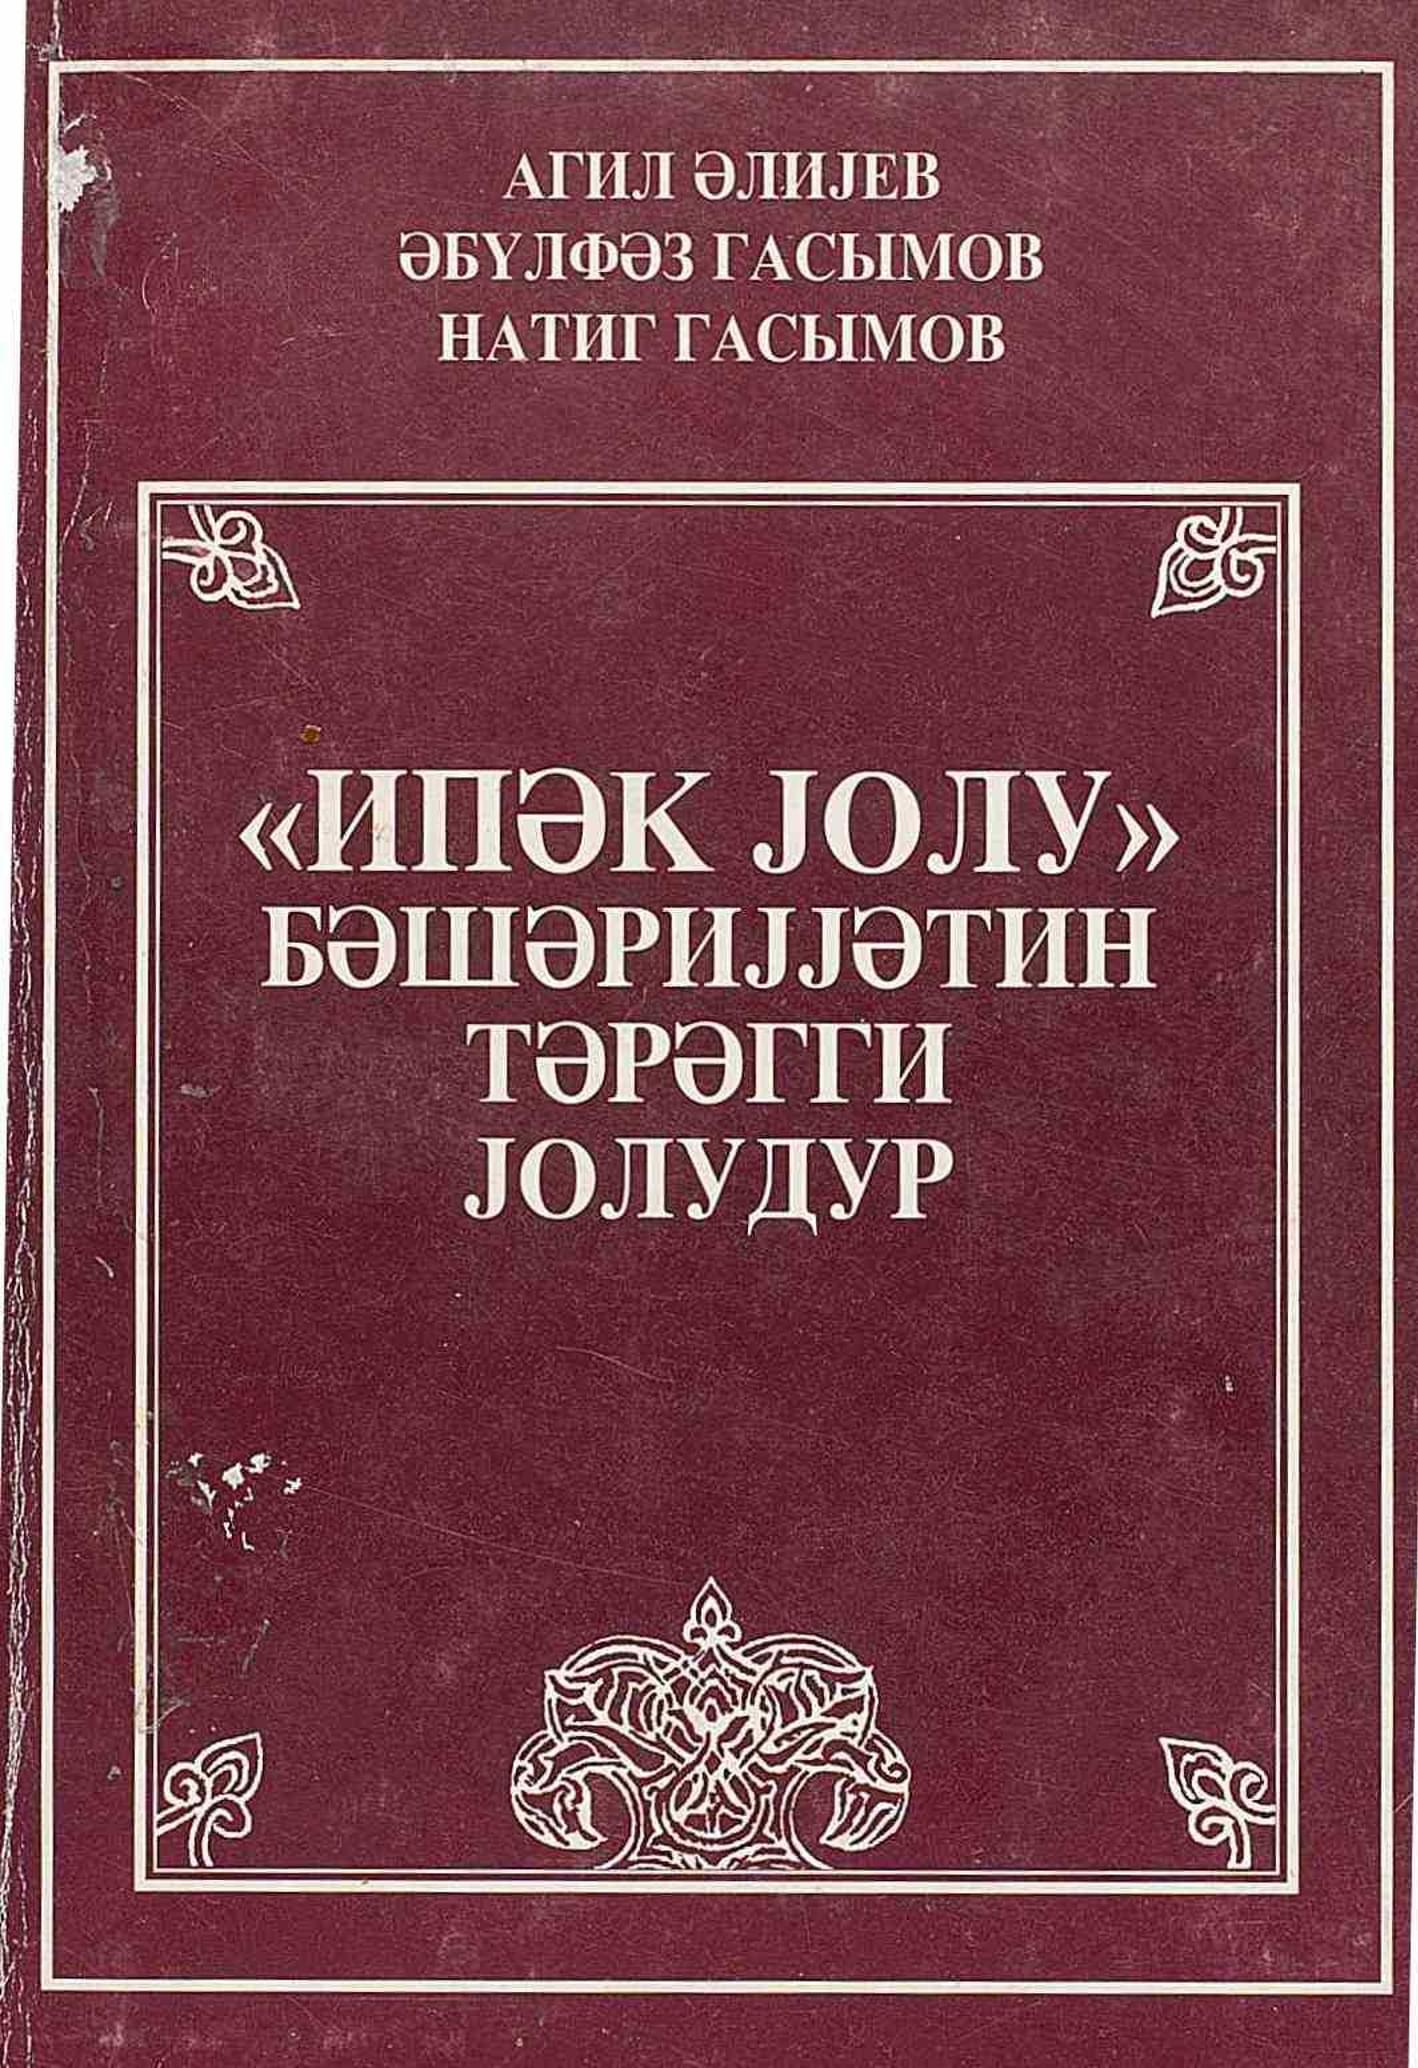 АГИЛ ӘЛИЈЕВ
ӘБҮЛФӘЗ ГАСЫМОВ
НАТИГ ГАСЫМОВ
«ИПӘК ЈОЛУ»
БӘШӘРИЈЈӘТИН
ТӘРӘГГИ
ЈОЛУДУР